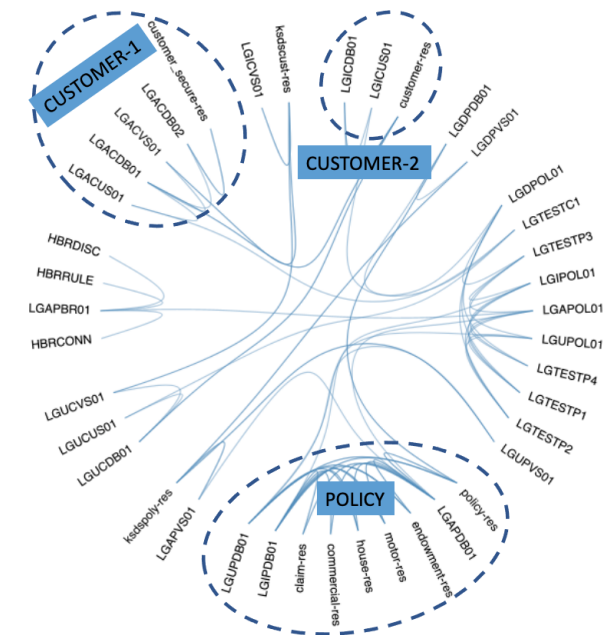 CUSTOMER-1
customer_secure-res
LGACDB02
LGACVS01
LGACDB01
LGACUS01
LGICVS01
ksdscust-res
LGICDB01
LGICUS01
customer-res
CUSTOMER-2
LGDPDB01
LGDPVS01
LGDPOL01
LGTESTC1
LGTESTP3
LGIPOL01
LGAPOL01
LGUPOL01
LGTESTP4
LGTESTP1
LGTESTP2
LGUPVS01
HBRDISC
HBRRULE
LGAPBR01
HBRCONN
LGUCVS01
LGUCUS01
LGUCDB01
ksdspoly-res
LGAPVS01
POLICY
LGUPDB01
LGIPDB01
claim-res
commercial-res
house-res
motor-res
endowment-res
LGAPDB01
policy-res